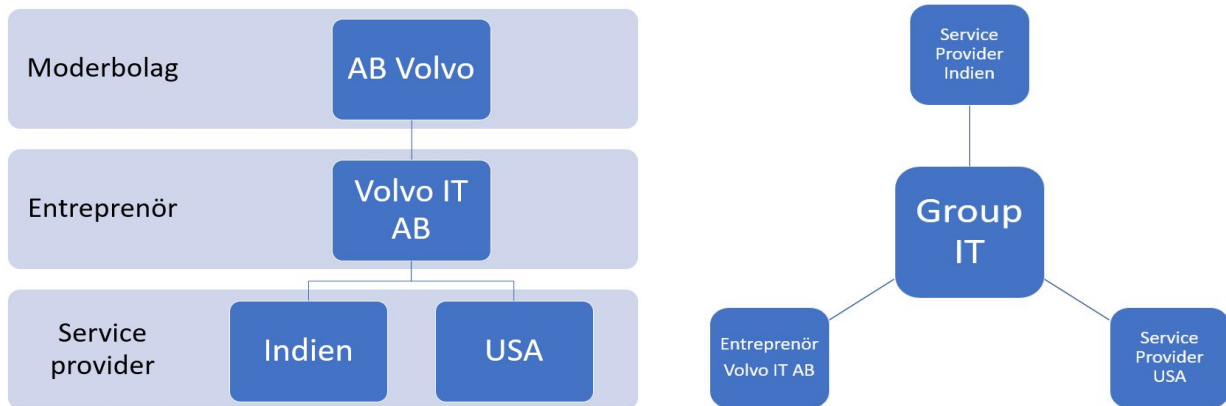 Moderbolag
AB Volvo
Entreprenör
Volvo IT
AB
Service
provider
Indien
USA
Service
Provider
Indien
Group
IT
Entreprenör
Volvo IT AB
Service
Provider
USA